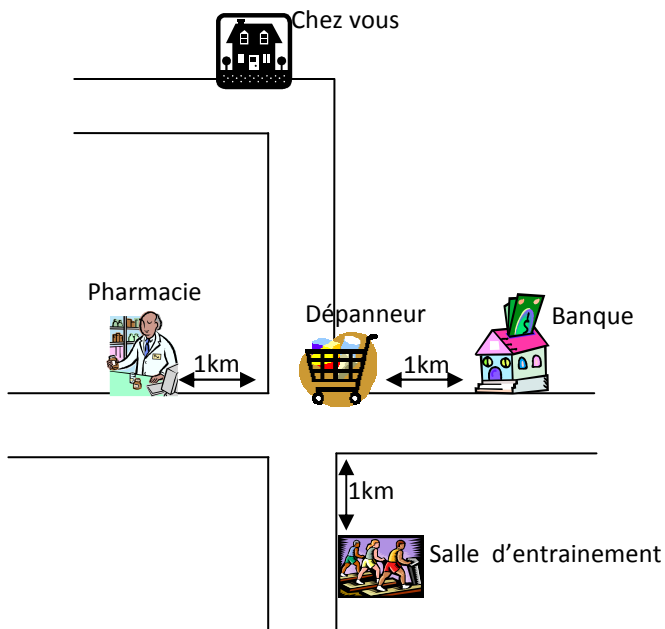 Chez vous
Pharmacie
Dépanneur
Banque
1km
1km
1km
Salle d'entrainement